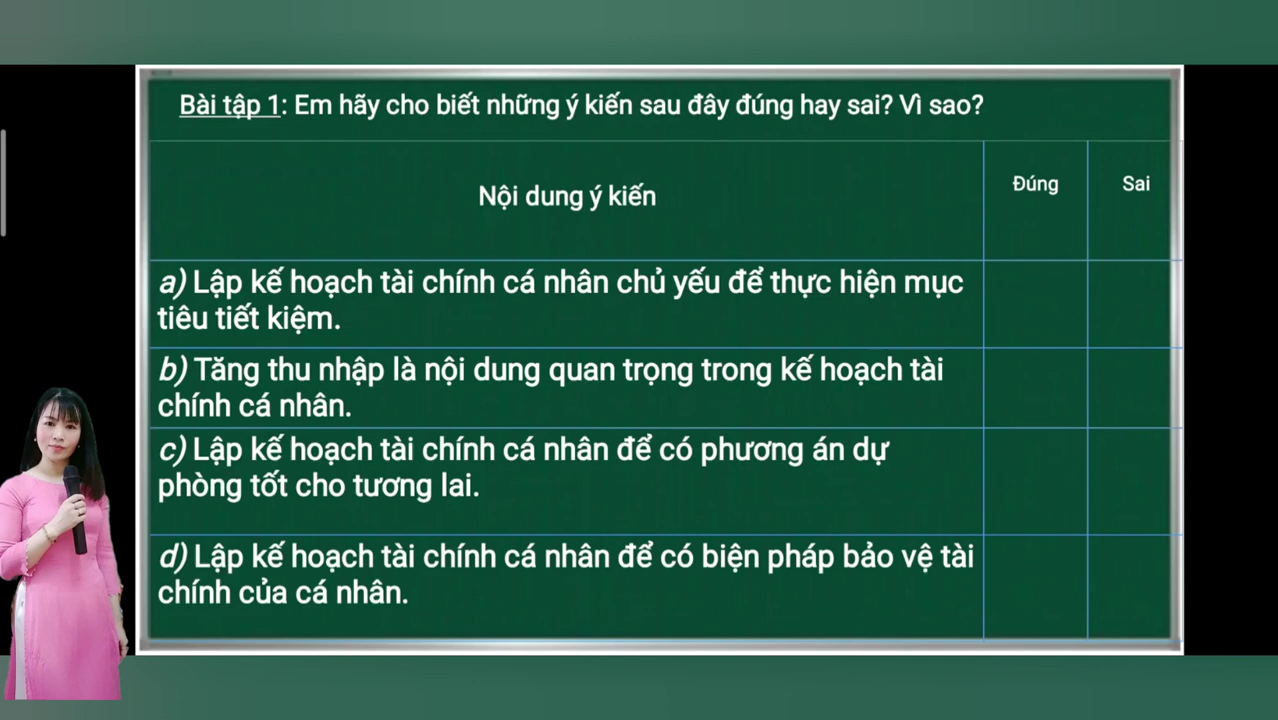 Bài tập 1: Em hãy cho biết những ý kiến sau đây đúng hay sai? Vì sao?
Nội dung ý kiến
Đúng
Sai
a) Lập kế hoạch tài chính cá nhân chủ yếu để thực hiện mục
tiêu tiết kiệm.
b) Tăng thu nhập là nội dung quan trọng trong kế hoạch tài
chính cá nhân.
c) Lập kế hoạch tài chính cá nhân để có phương án dự
phòng tốt cho tương lai.
d) Lập kế hoạch tài chính cá nhân để có biện pháp bảo vệ tài
chính của cá nhân.